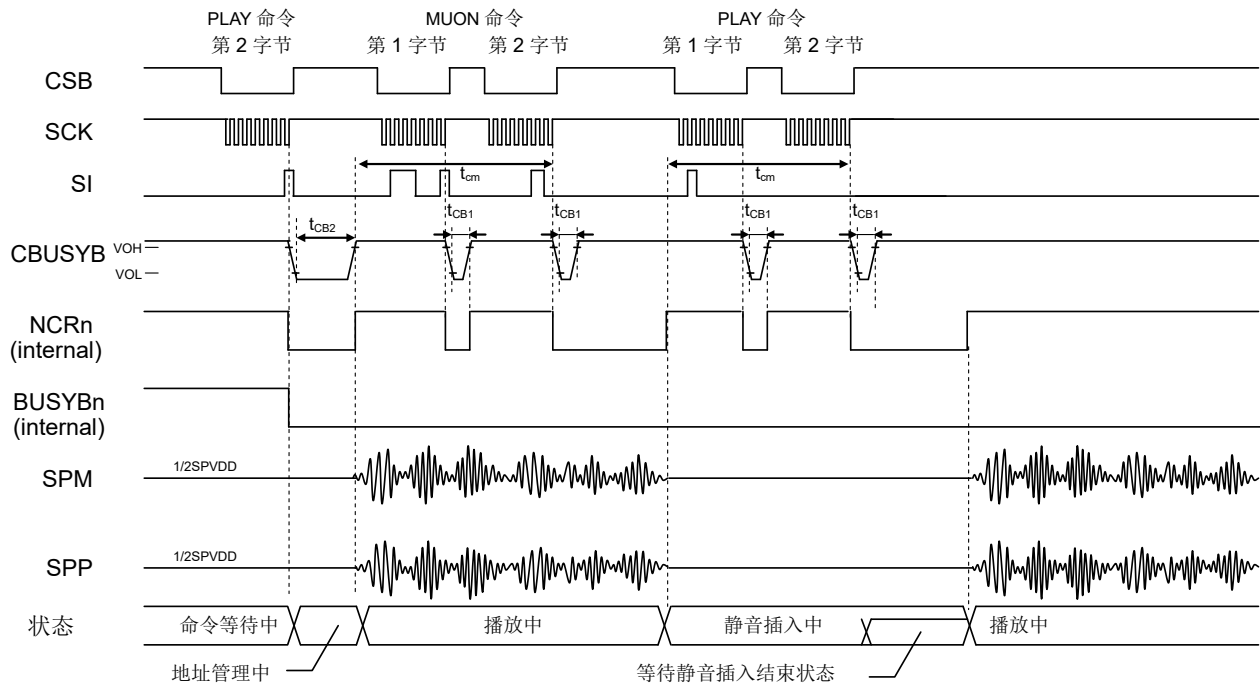 PLAY 命令 MUON 命令 PLAY 命令
第 2 字节 第 1 字节 第 2 字节 第 1 字节 第 2 字节
CSB
SCK
SI
tcm tcm
tCB2 tCB1 tCB1 tCB1 tCB1
CBUSYB VOH
VOL
NCRn
(internal)
BUSYBn
(internal)
SPM 1/2SPVDD
SPP 1/2SPVDD
状态 命令等待中 播放中 静音插入中 播放中
地址管理中 等待静音插入结束状态